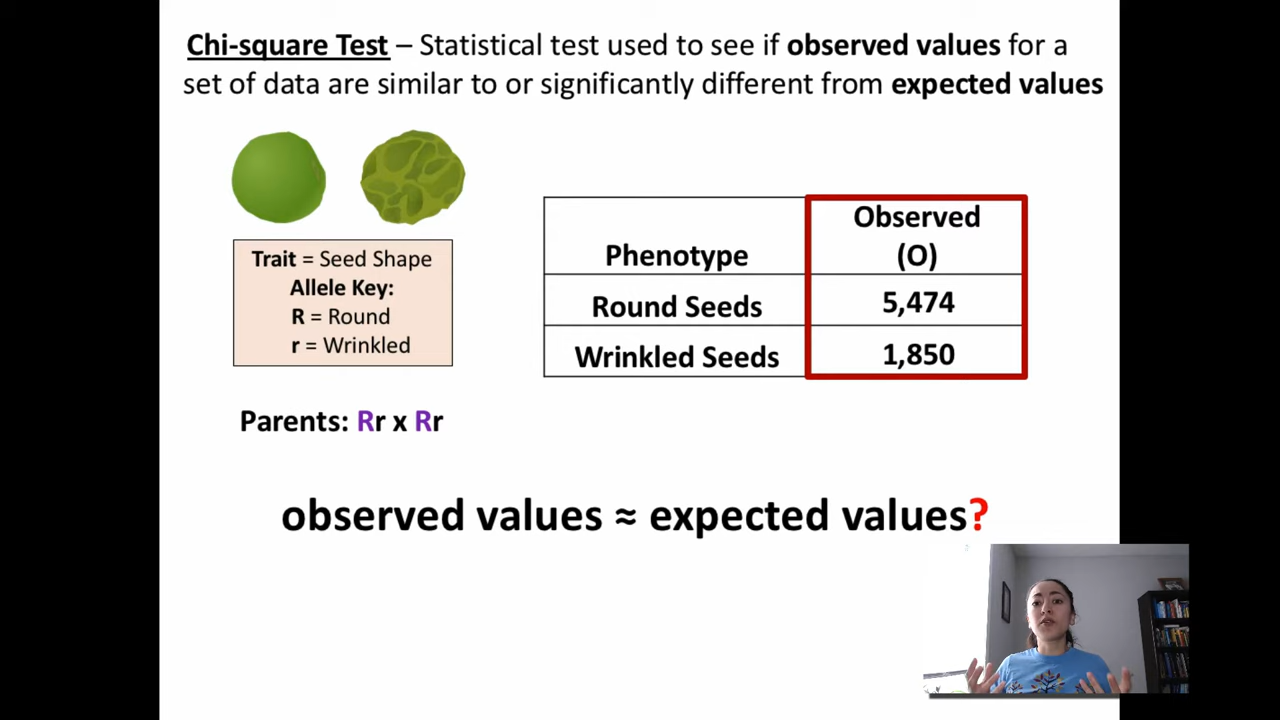 Chi-square Test – Statistical test used to see if observed values for a
set of data are similar to or significantly different from expected values
Trait = Seed Shape
Allele Key:
R = Round
r = Wrinkled
Parents: Rr x Rr
Phenotype
Observed
(O)
Round Seeds 5,474
Wrinkled Seeds 1,850
observed values ≈ expected values?